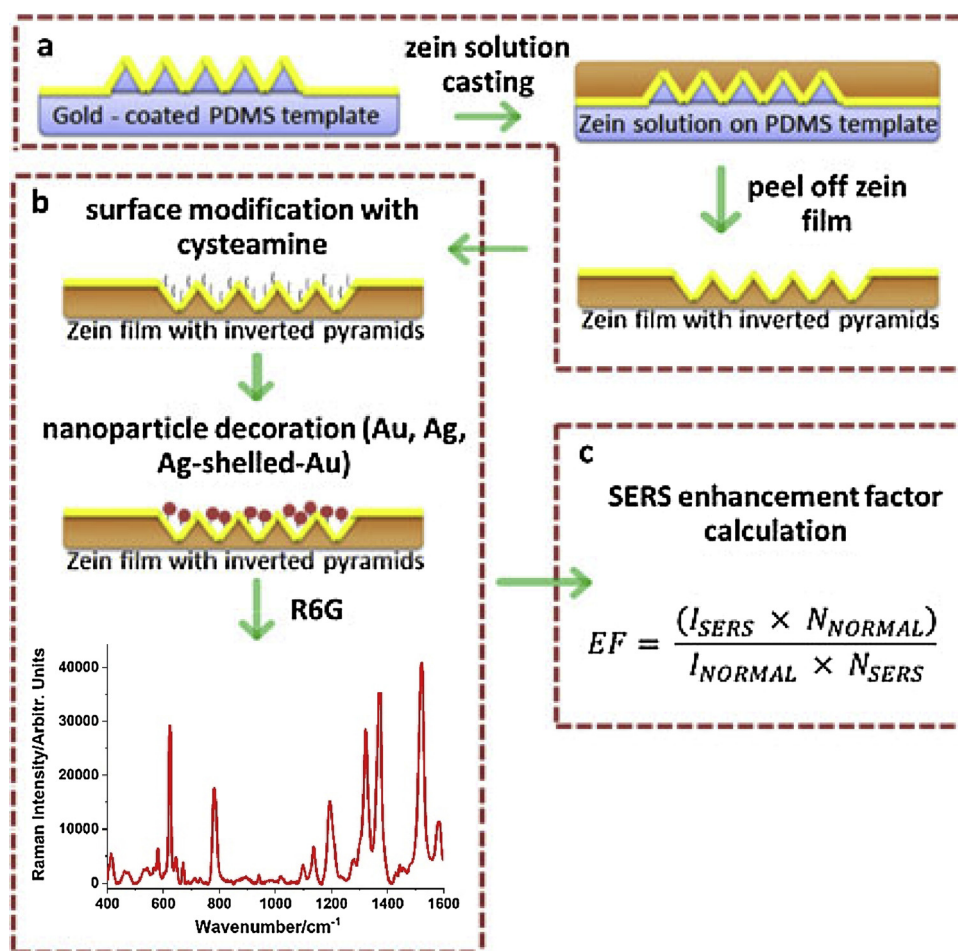 a
Gold - coated PDMS template
zein solution
casting
Zein solution on PDMS template
peel off zein
film
Zein film with inverted pyramids
b
surface modification with
cysteamine
Zein film with inverted pyramids
nanoparticle decoration (Au, Ag,
Ag-shelled-Au)
Zein film with inverted pyramids
R6G
Raman Intensity/Arbitr. Units
40000
30000
20000
10000
0
400 600 800 1000 1200 1400 1600
Wavenumber/cm⁻¹
c
SERS enhancement factor
calculation
EF = (I_SERS × N_NORMAL) / I_NORMAL × N_SERS